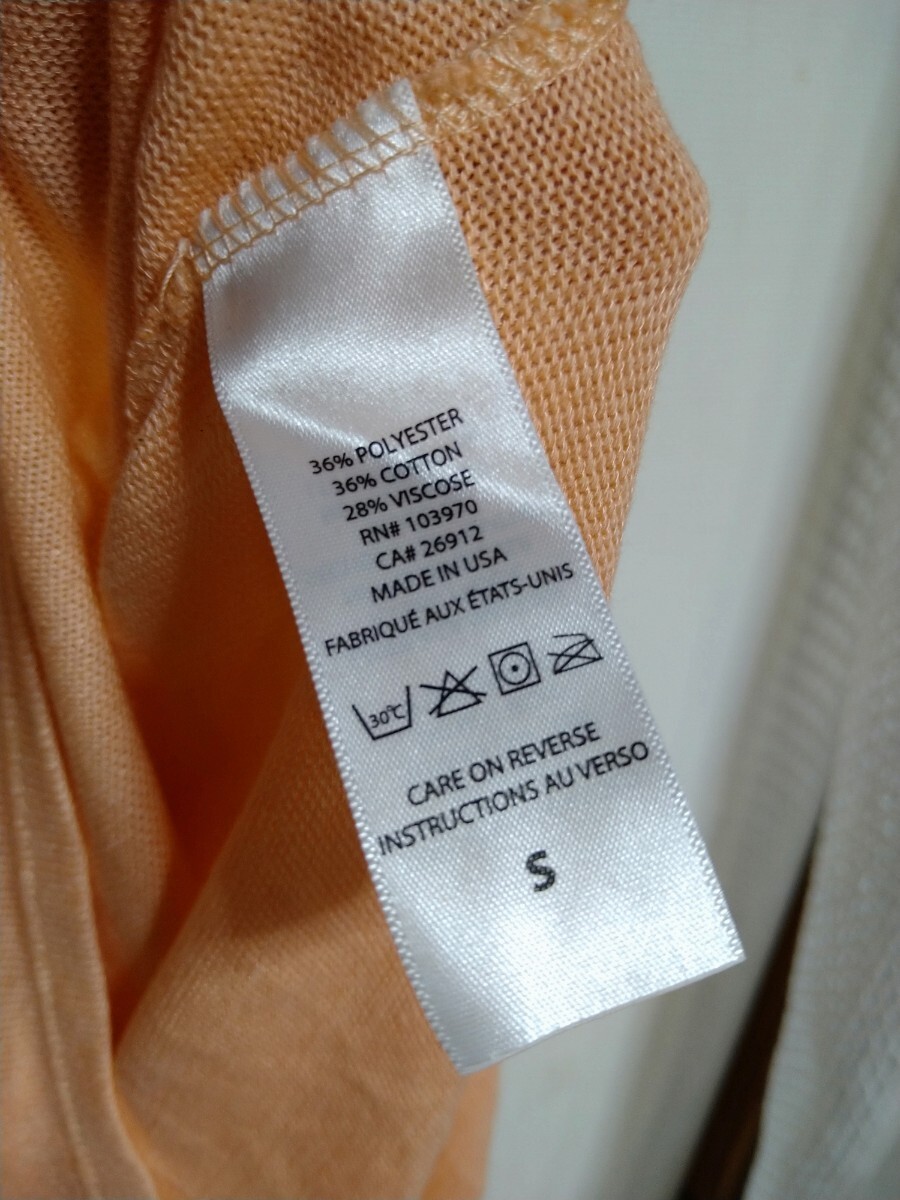 36% POLYESTER
36% COTTON
28% VISCOSE
RN# 103970
CA# 26912
MADE IN USA
FABRIQUÉ AUX ÉTATS-UNIS
30°C
CARE ON REVERSE
INSTRUCTIONS AU VERSO
S